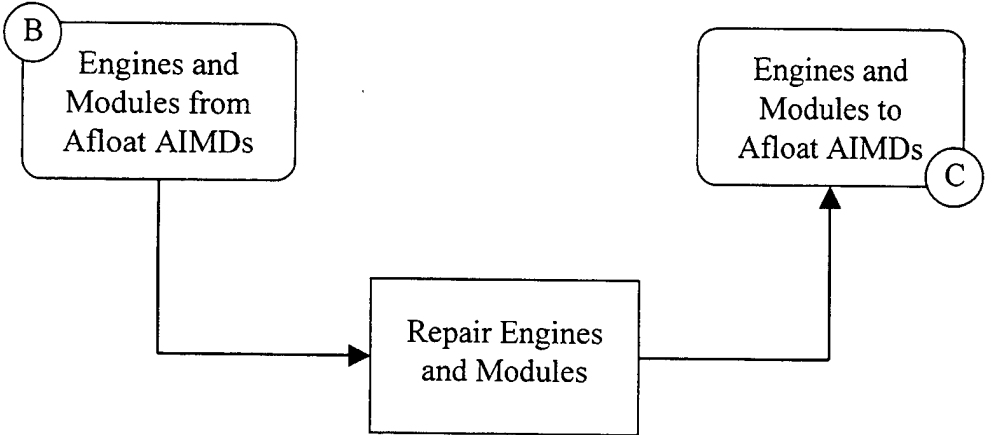 B
Engines and
Modules from
Afloat AIMDs
Engines and
Modules to
Afloat AIMDs
C
Repair Engines
and Modules